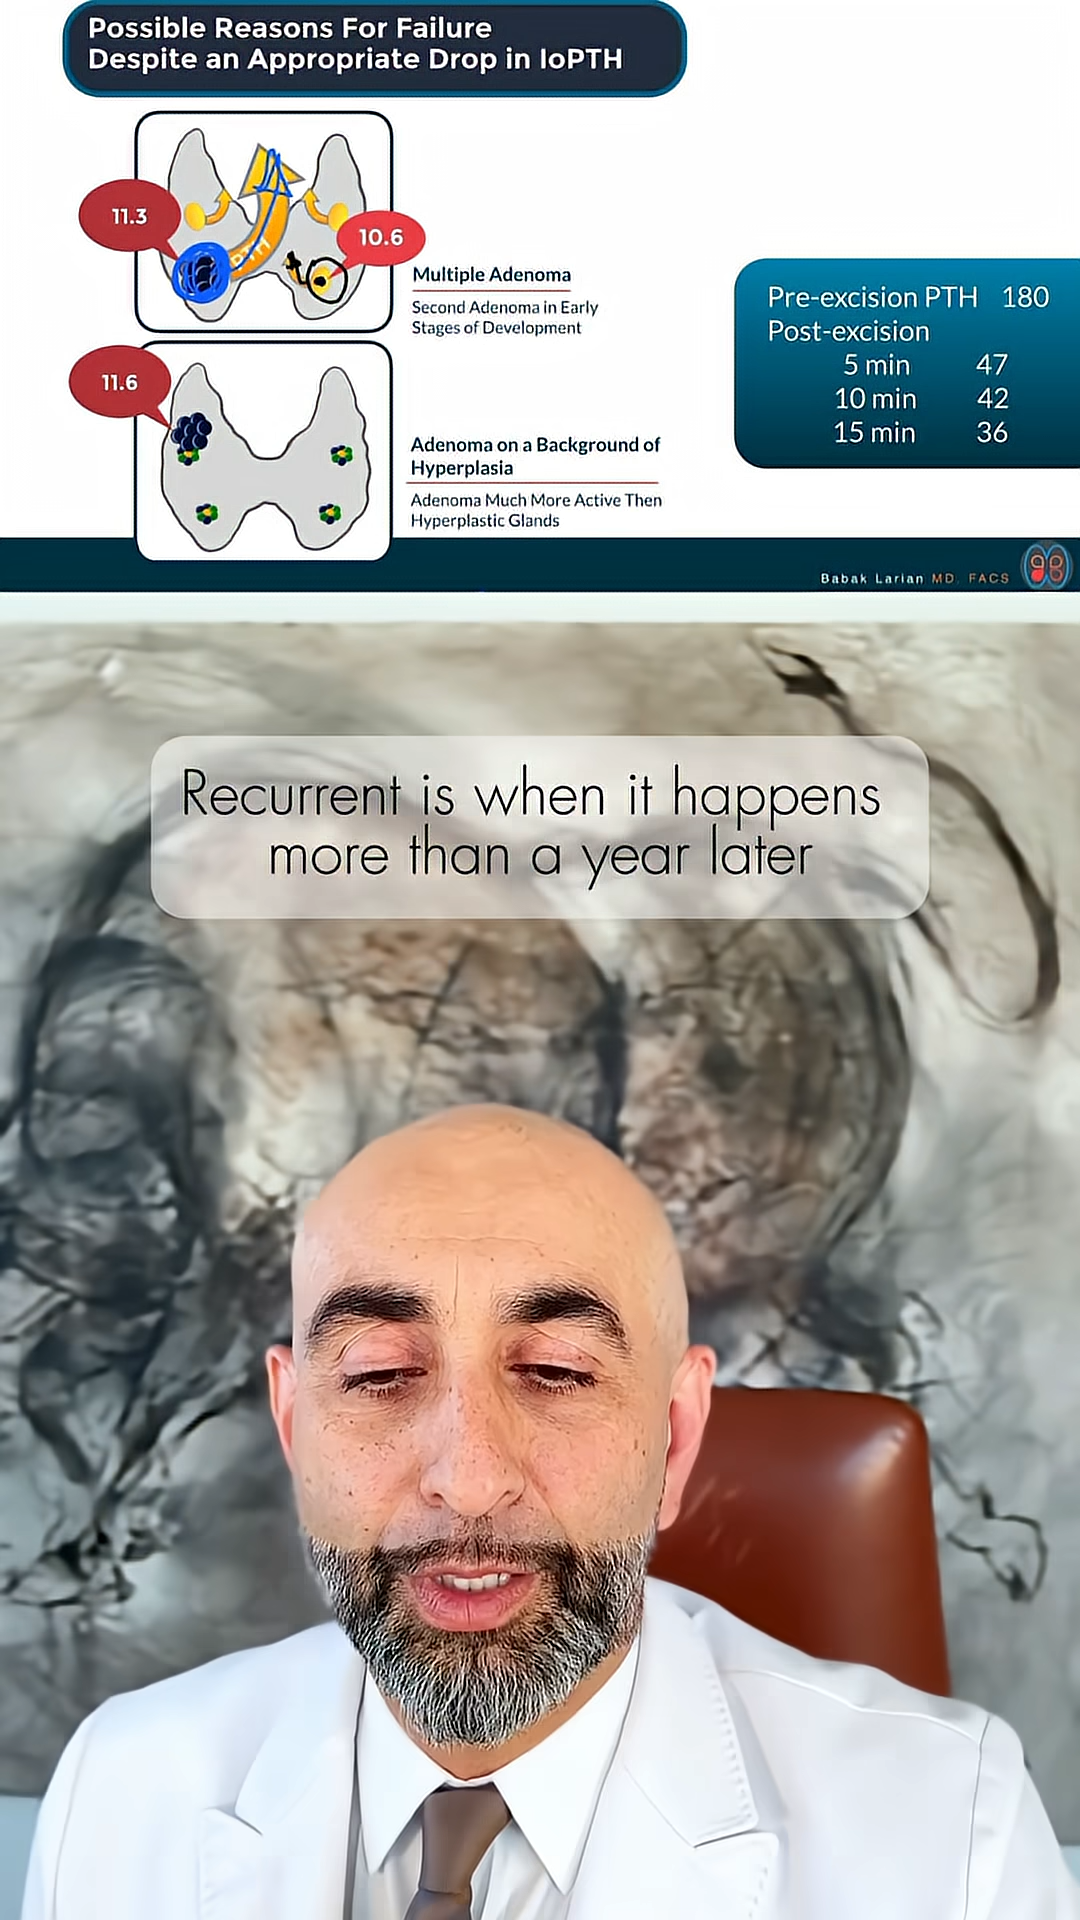 Possible Reasons For Failure
Despite an Appropriate Drop in IoPTH
11.3
PTH
10.6
Multiple Adenoma
Second Adenoma in Early
Stages of Development
11.6
Adenoma on a Background of
Hyperplasia
Adenoma Much More Active Then
Hyperplastic Glands
Pre-excision PTH 180
Post-excision
5 min 47
10 min 42
15 min 36
Babak Larian MD, FACS
Recurrent is when it happens
more than a year later